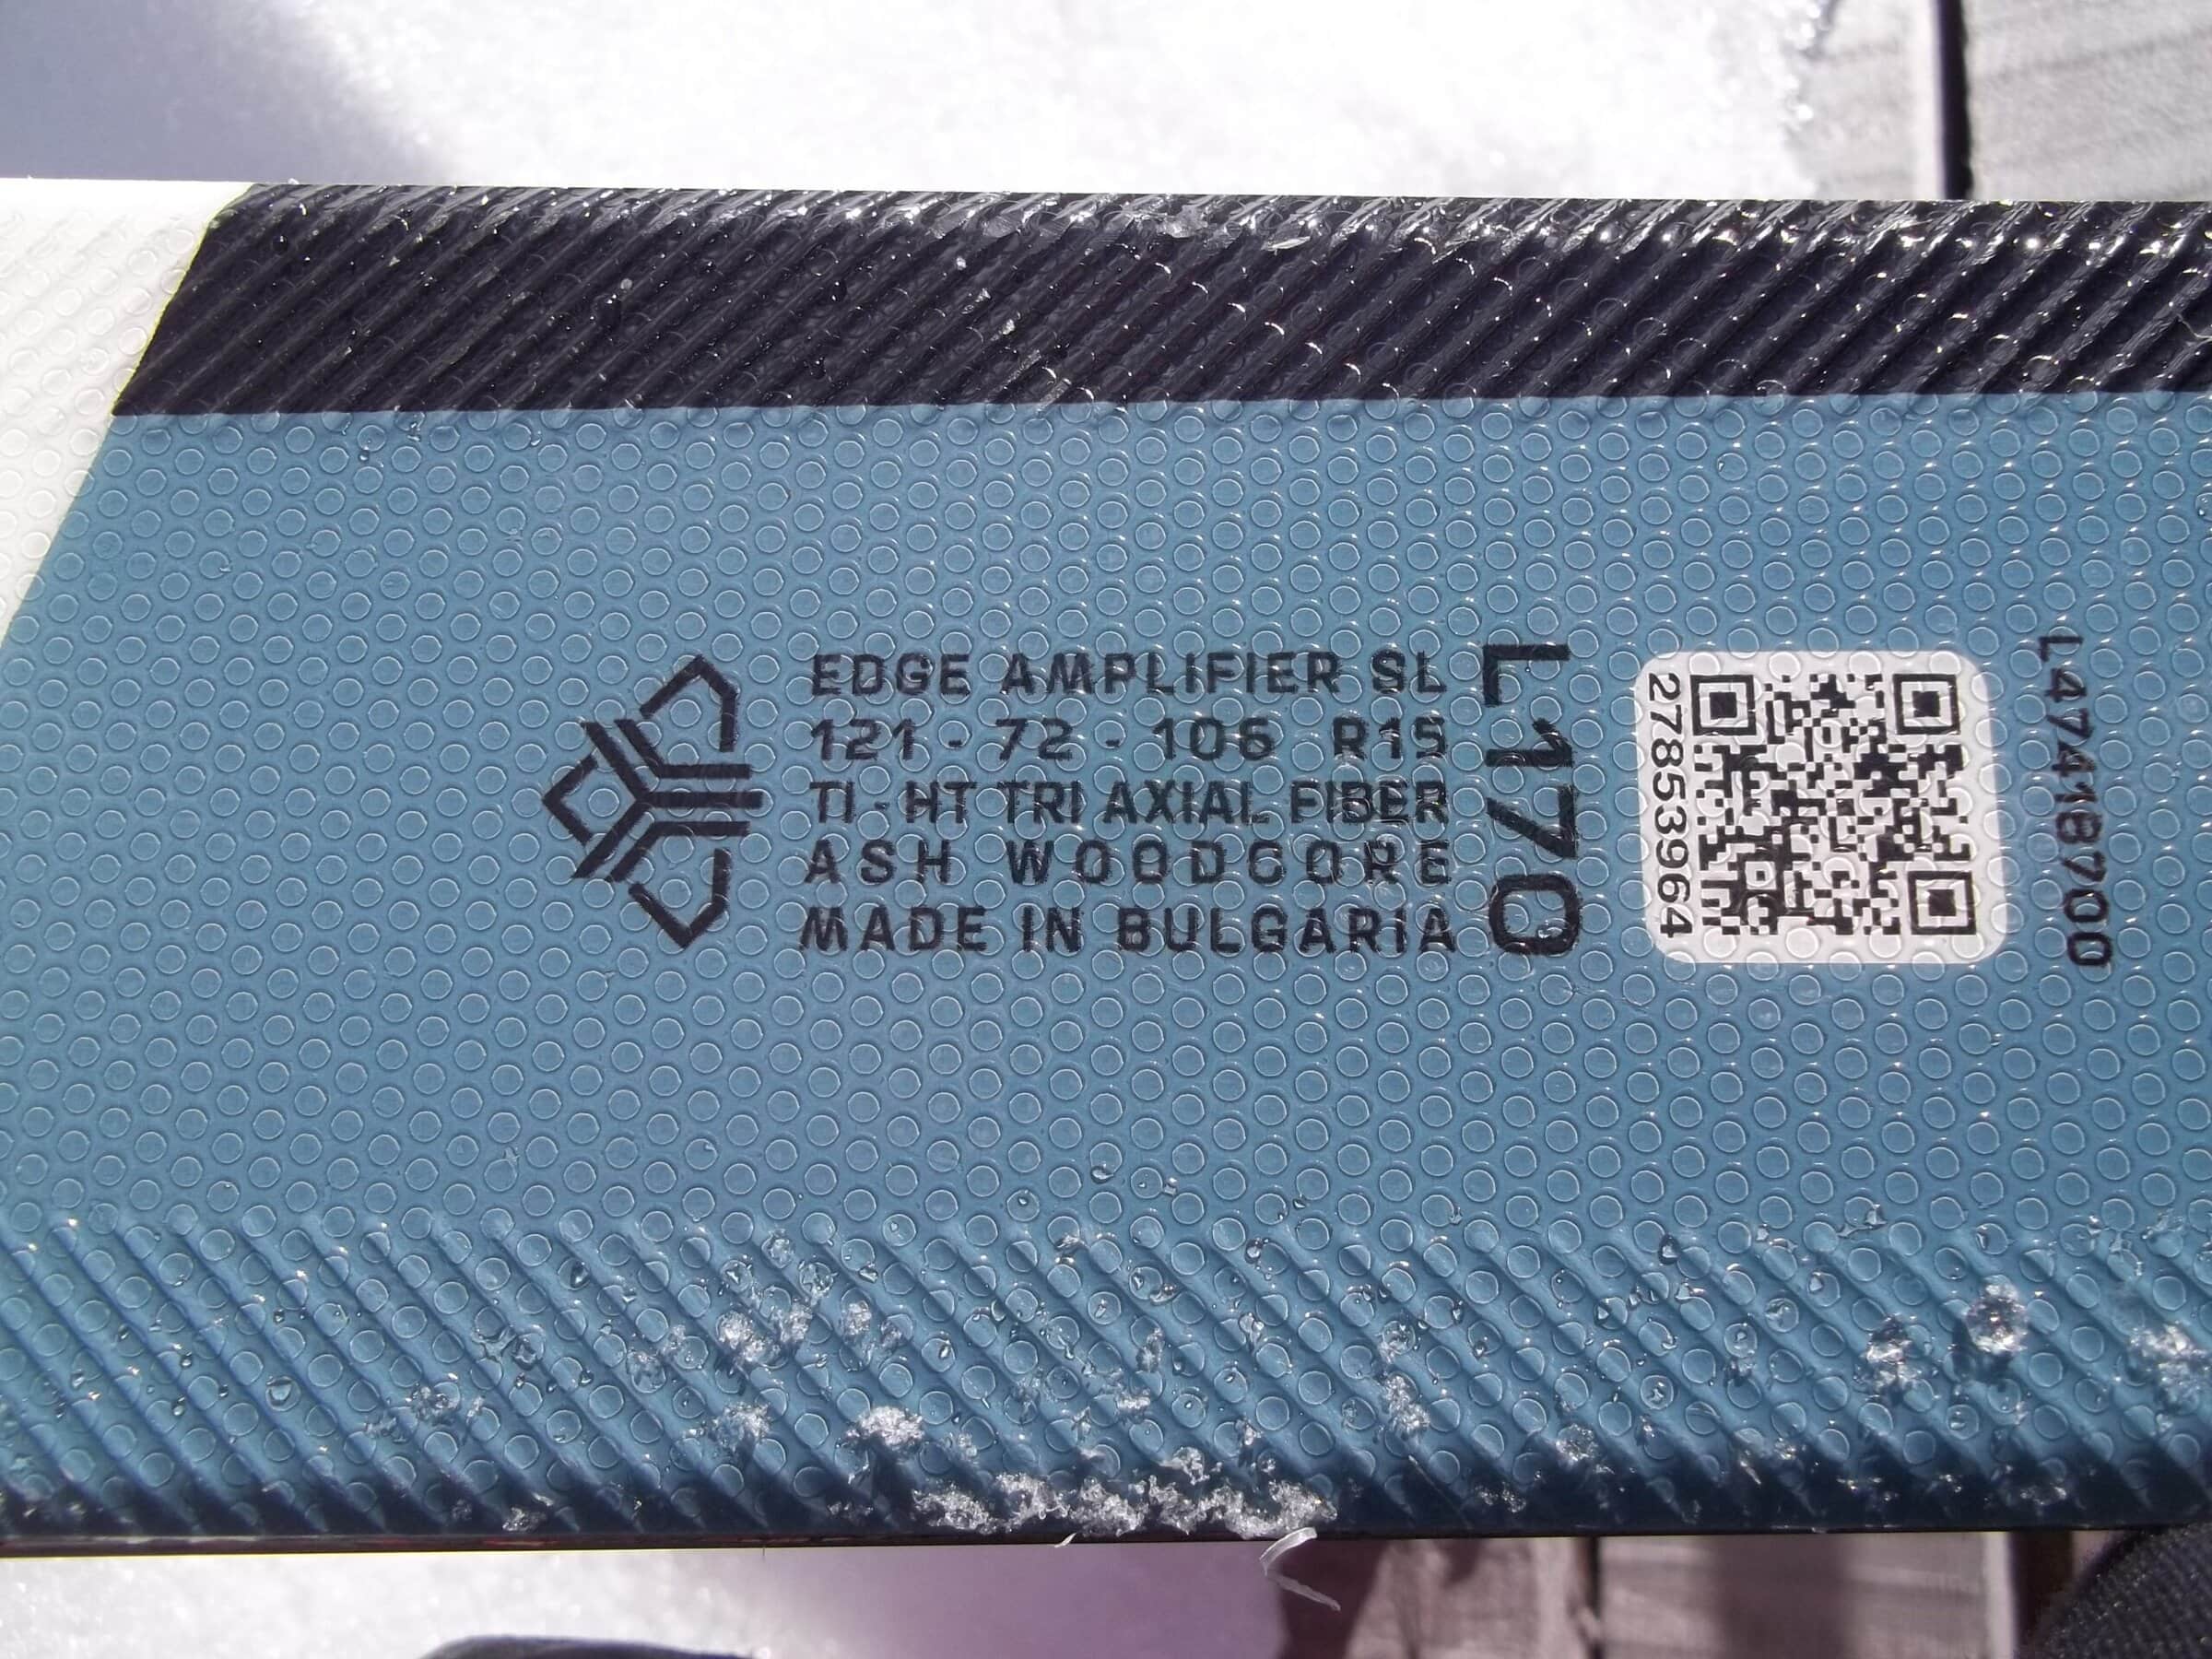 EDGE AMPLIFIER SL
121 - 72 - 106 R15
TI - HT TRI AXIAL FIBER
ASH WOODCORE
MADE IN BULGARIA
L170
2785539964
L47418700